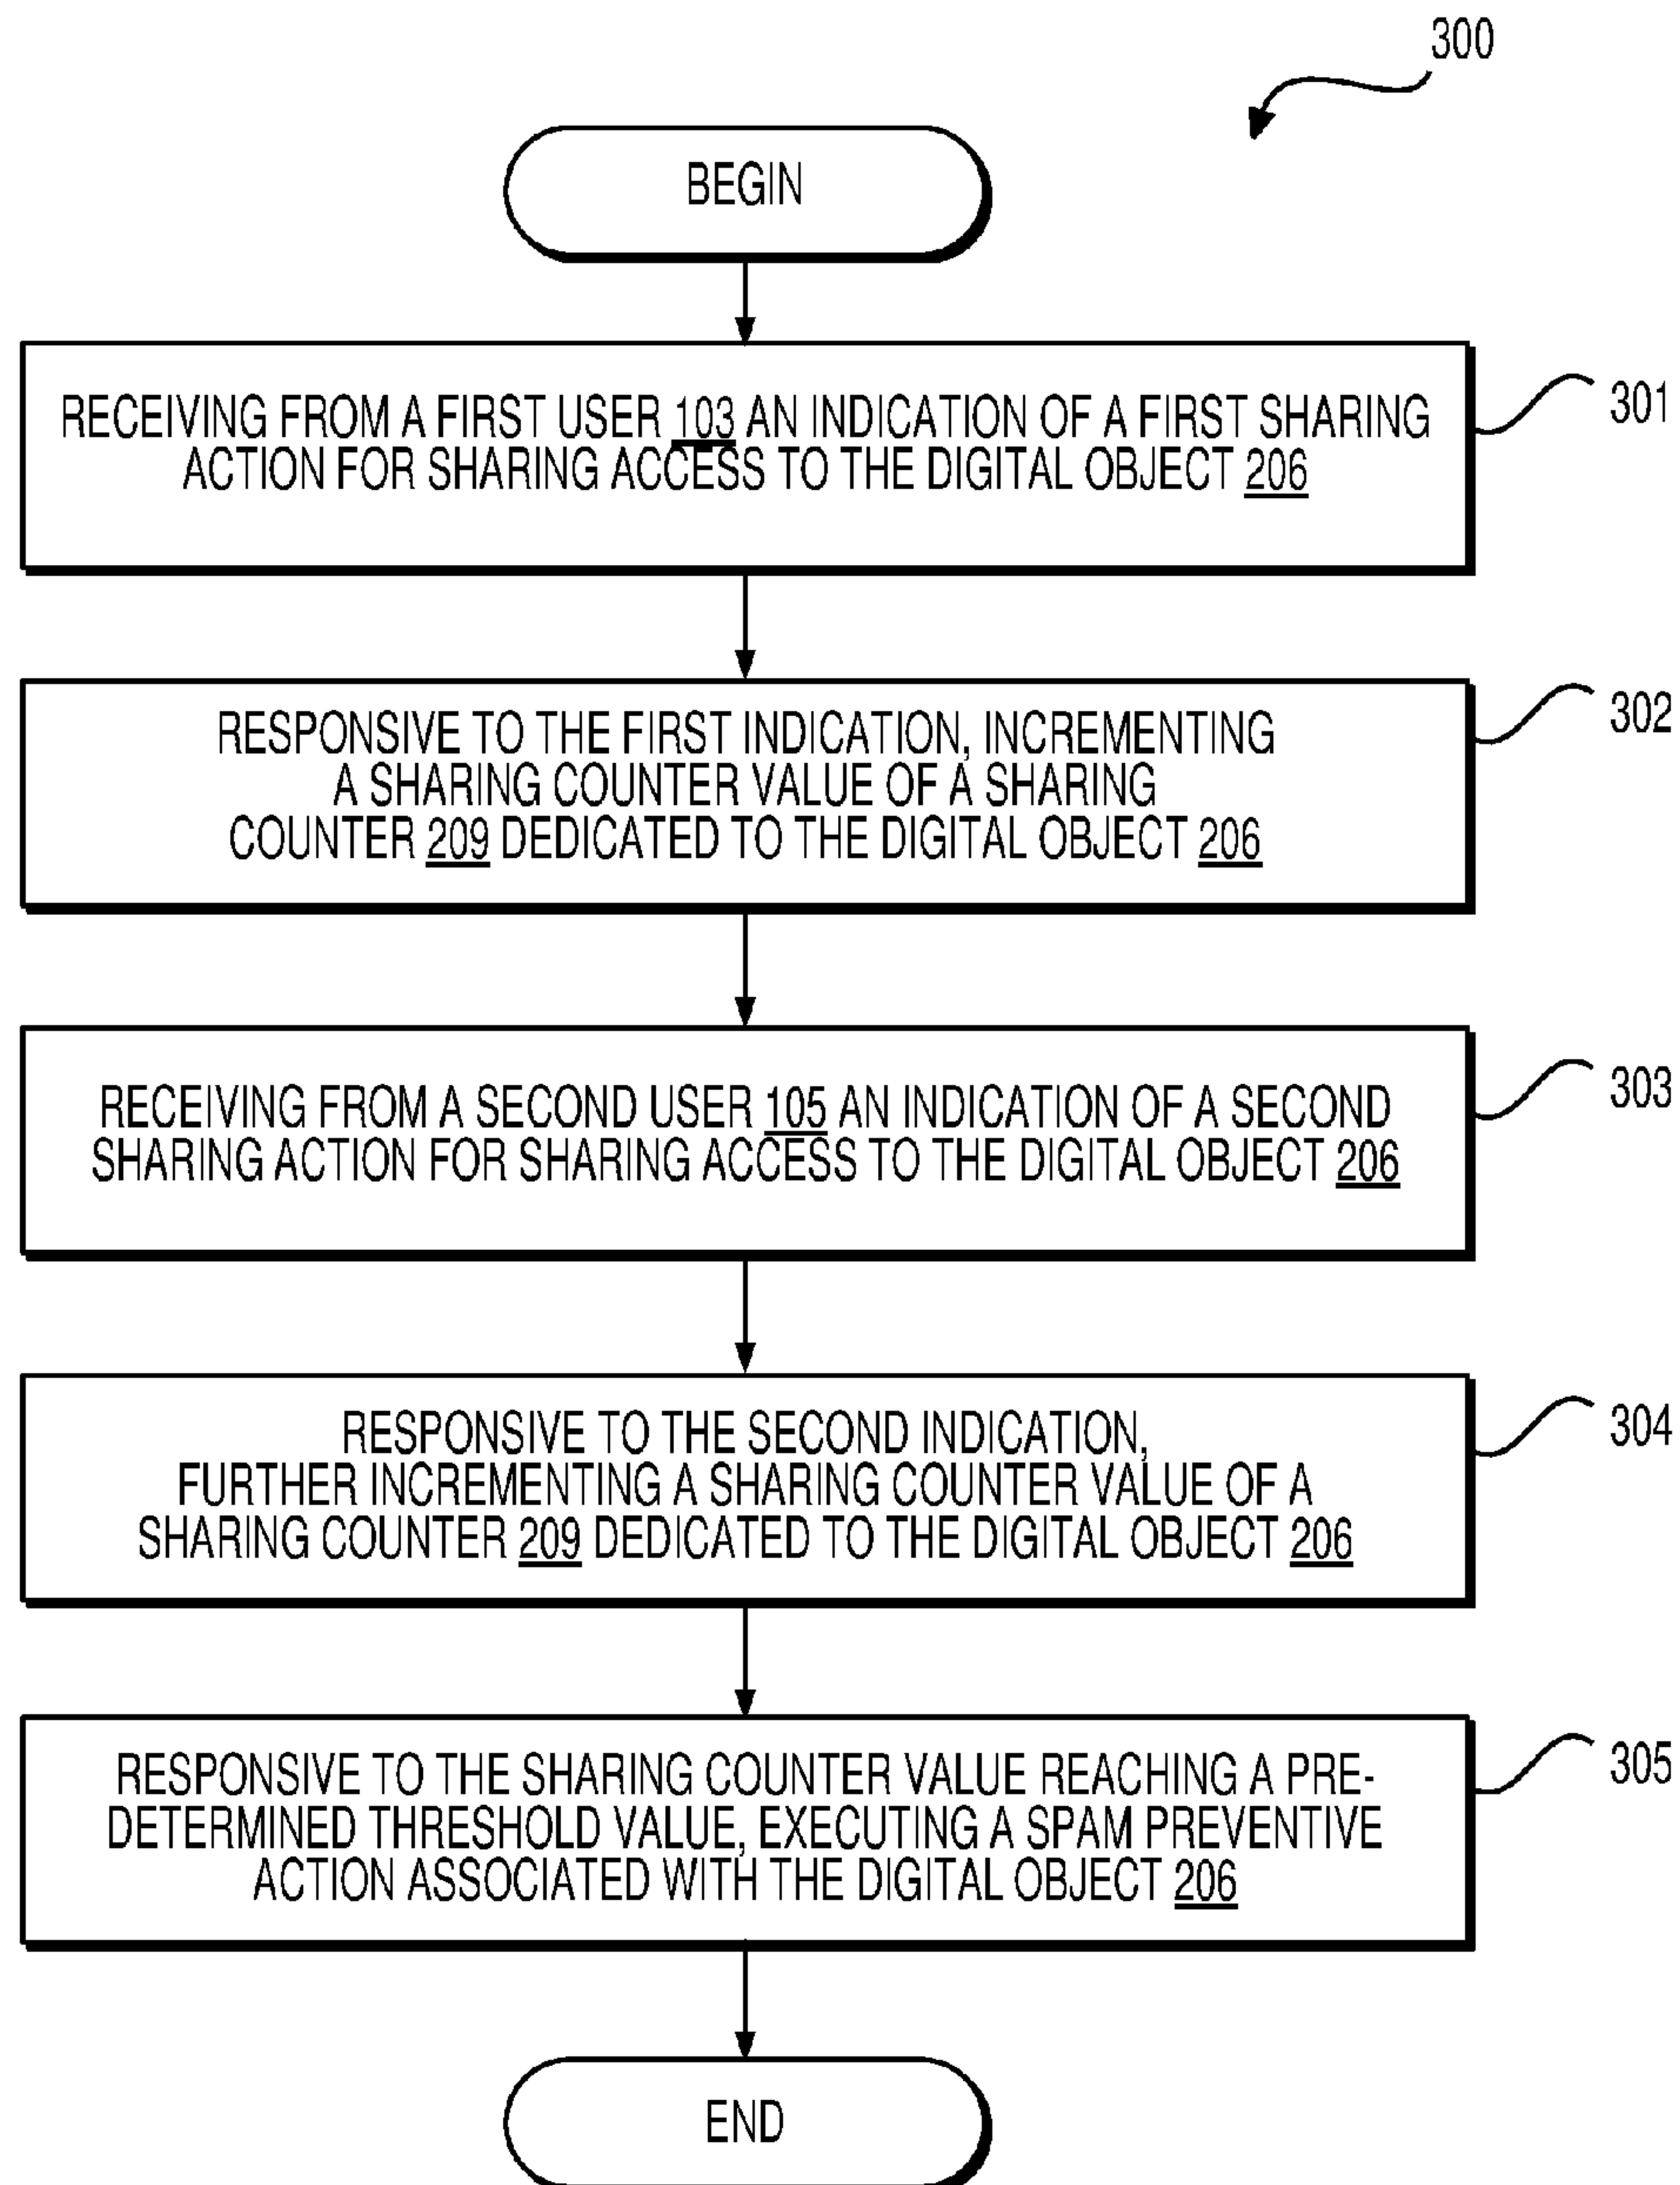 300
BEGIN
RECEIVING FROM A FIRST USER 103 AN INDICATION OF A FIRST SHARING
ACTION FOR SHARING ACCESS TO THE DIGITAL OBJECT 206
301
RESPONSIVE TO THE FIRST INDICATION, INCREMENTING
A SHARING COUNTER VALUE OF A SHARING
COUNTER 209 DEDICATED TO THE DIGITAL OBJECT 206
302
RECEIVING FROM A SECOND USER 105 AN INDICATION OF A SECOND
SHARING ACTION FOR SHARING ACCESS TO THE DIGITAL OBJECT 206
303
RESPONSIVE TO THE SECOND INDICATION,
FURTHER INCREMENTING A SHARING COUNTER VALUE OF A
SHARING COUNTER 209 DEDICATED TO THE DIGITAL OBJECT 206
304
RESPONSIVE TO THE SHARING COUNTER VALUE REACHING A PRE-
DETERMINED THRESHOLD VALUE, EXECUTING A SPAM PREVENTIVE
ACTION ASSOCIATED WITH THE DIGITAL OBJECT 206
305
END